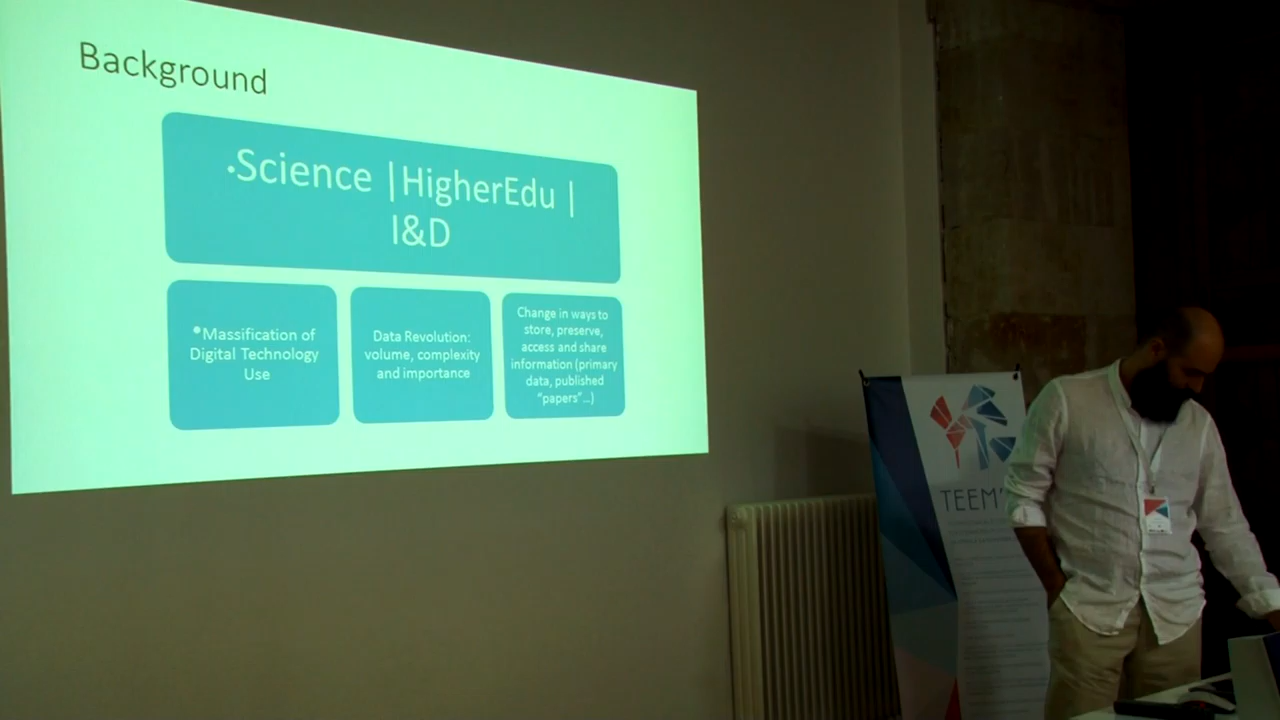 Background
•Science |HigherEdu |
I&D
•Massification of
Digital Technology
Use
Data Revolution:
volume, complexity
and importance
Change in ways to
store, preserve,
access and share
information (primary
data, published
"papers"...)
TEEM'